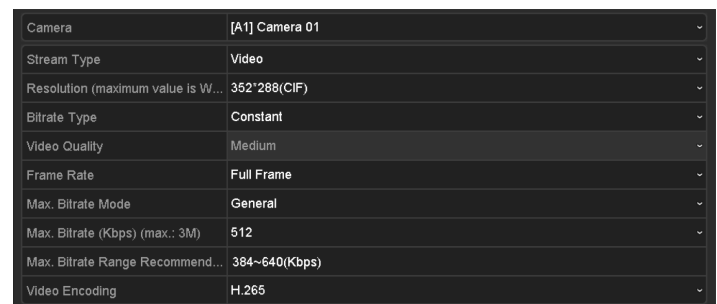 Camera [A1] Camera 01
Stream Type Video
Resolution (maximum value is W... 352*288(CIF)
Bitrate Type Constant
Video Quality Medium
Frame Rate Full Frame
Max. Bitrate Mode General
Max. Bitrate (Kbps) (max.: 3M) 512
Max. Bitrate Range Recommend... 384~640(Kbps)
Video Encoding H.265